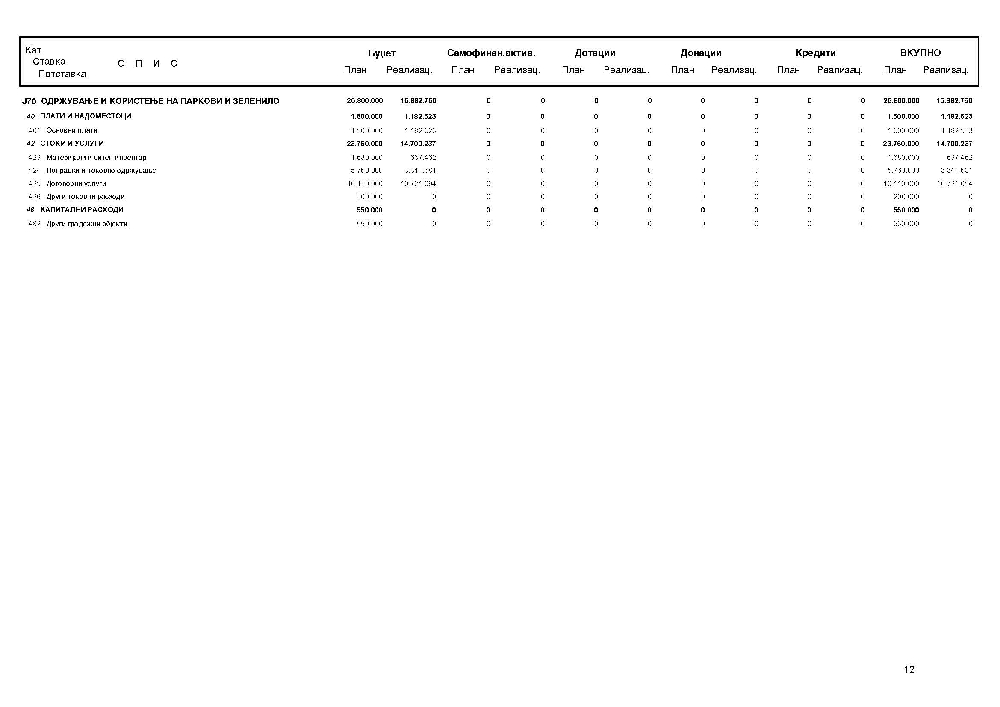 Кат.
Ставка
Потставка
О П И С
Буџет Самофинан.актив. Дотации Донации Кредити ВКУПНО
План Реализац. План Реализац. План Реализац. План Реализац. План Реализац. План Реализац.
Ј70 ОДРЖУВАЊЕ И КОРИСТЕЊЕ НА ПАРКОВИ И ЗЕЛЕНИЛО 25.800.000 15.882.760 0 0 0 0 0 0 0 0 25.800.000 15.882.760
40 ПЛАТИ И НАДОМЕСТОЦИ 1.500.000 1.182.523 0 0 0 0 0 0 0 0 1.500.000 1.182.523
401 Основни плати 1.500.000 1.182.523 0 0 0 0 0 0 0 0 1.500.000 1.182.523
42 СТОКИ И УСЛУГИ 23.750.000 14.700.237 0 0 0 0 0 0 0 0 23.750.000 14.700.237
423 Материјали и ситен инвентар 1.680.000 637.462 0 0 0 0 0 0 0 0 1.680.000 637.462
424 Поправки и тековно одржување 5.760.000 3.341.681 0 0 0 0 0 0 0 0 5.760.000 3.341.681
425 Договорни услуги 16.110.000 10.721.094 0 0 0 0 0 0 0 0 16.110.000 10.721.094
426 Други тековни расходи 200.000 0 0 0 0 0 0 0 0 0 200.000 0
48 КАПИТАЛНИ РАСХОДИ 550.000 0 0 0 0 0 0 0 0 0 550.000 0
482 Други градежни објекти 550.000 0 0 0 0 0 0 0 0 0 550.000 0
12